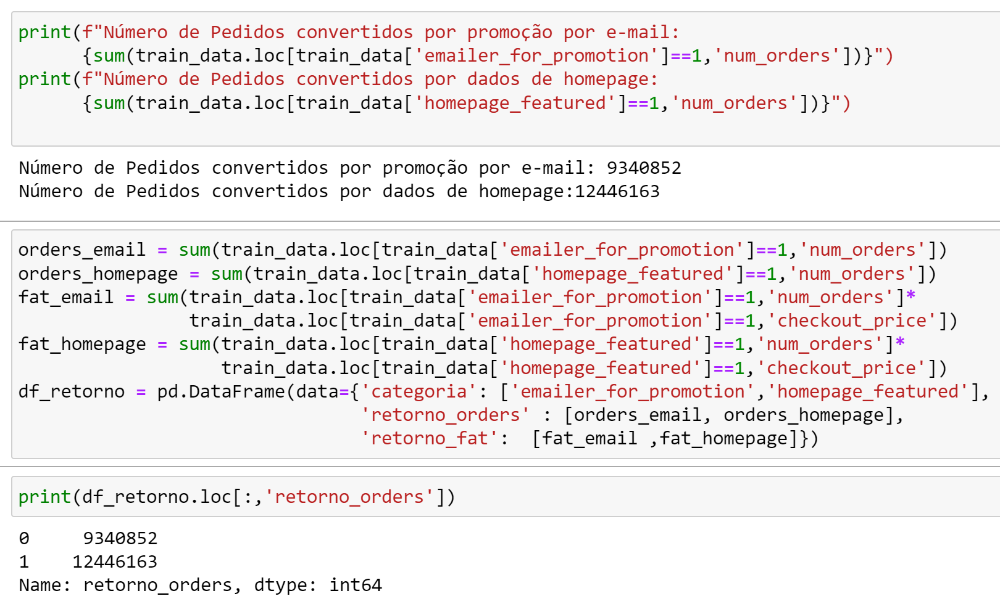 print(f"Número de Pedidos convertidos por promoção por e-mail:
{sum(train_data.loc[train_data['emailer_for_promotion']==1,'num_orders'])}")
print(f"Número de Pedidos convertidos por dados de homepage:
{sum(train_data.loc[train_data['homepage_featured']==1,'num_orders'])}")
Número de Pedidos convertidos por promoção por e-mail: 9340852
Número de Pedidos convertidos por dados de homepage:12446163
orders_email = sum(train_data.loc[train_data['emailer_for_promotion']==1,'num_orders'])
orders_homepage = sum(train_data.loc[train_data['homepage_featured']==1,'num_orders'])
fat_email = sum(train_data.loc[train_data['emailer_for_promotion']==1,'num_orders']*
train_data.loc[train_data['emailer_for_promotion']==1,'checkout_price'])
fat_homepage = sum(train_data.loc[train_data['homepage_featured']==1,'num_orders']*
train_data.loc[train_data['homepage_featured']==1,'checkout_price'])
df_retorno = pd.DataFrame(data={'categoria': ['emailer_for_promotion','homepage_featured'],
'retorno_orders' : [orders_email, orders_homepage],
'retorno_fat':  [fat_email ,fat_homepage]})
print(df_retorno.loc[:,'retorno_orders'])
0     9340852
1    12446163
Name: retorno_orders, dtype: int64